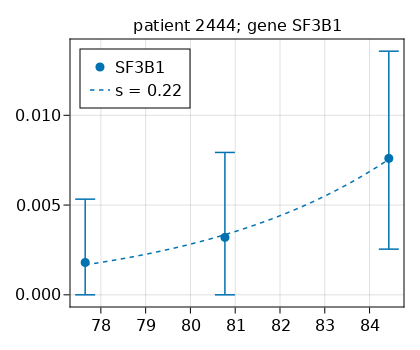 patient 2444; gene SF3B1
SF3B1
s = 0.22
0.010
0.005
0.000
78 79 80 81 82 83 84